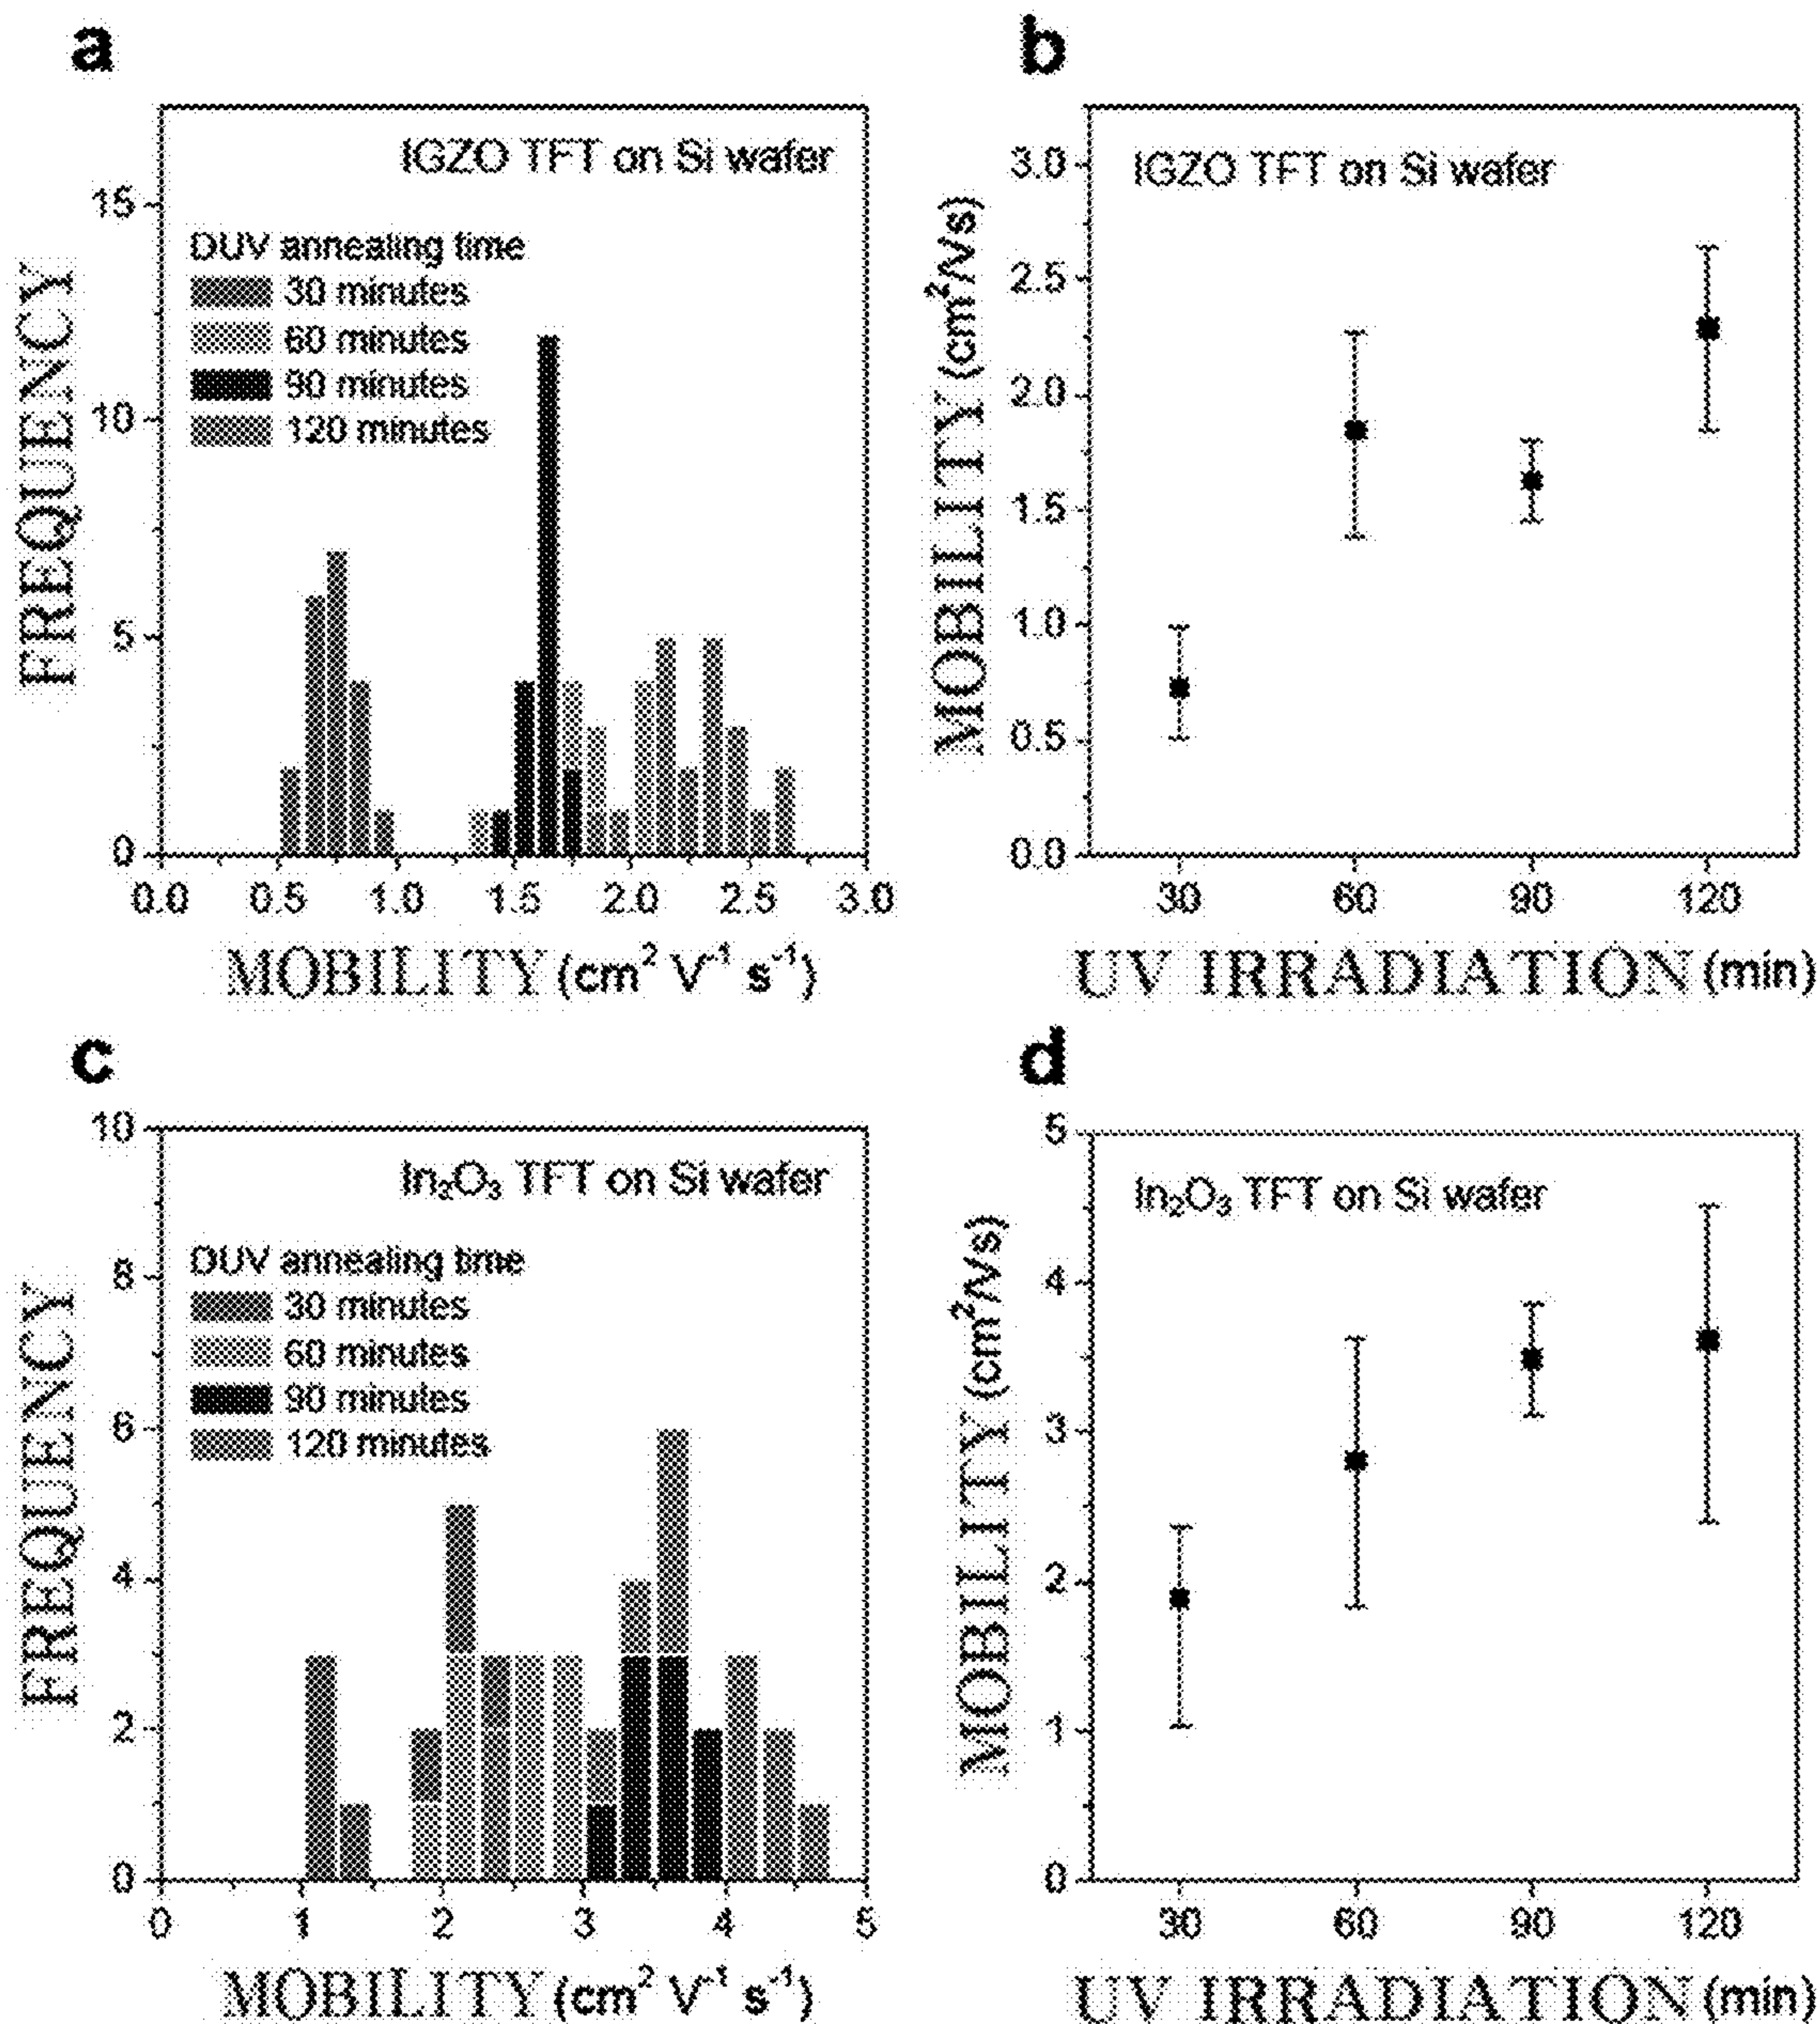 a
IGZO TFT on Si wafer
DUV annealing time
30 minutes
60 minutes
90 minutes
120 minutes
FREQUENCY
15
10
5
0
0.0 0.5 1.0 1.5 2.0 2.5 3.0
MOBILITY (cm² V⁻¹ s⁻¹)
b
IGZO TFT on Si wafer
MOBILITY (cm²/Vs)
3.0
2.5
2.0
1.5
1.0
0.5
0.0
30 60 90 120
UV IRRADIATION (min)
c
In₂O₃ TFT on Si wafer
DUV annealing time
30 minutes
60 minutes
90 minutes
120 minutes
FREQUENCY
10
8
6
4
2
0
0 1 2 3 4 5
MOBILITY (cm² V⁻¹ s⁻¹)
d
In₂O₃ TFT on Si wafer
MOBILITY (cm²/Vs)
5
4
3
2
1
0
30 60 90 120
UV IRRADIATION (min)